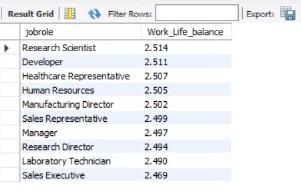 Result Grid Filter Rows: Export:
jobrole Work_Life_balance
Research Scientist 2.514
Developer 2.511
Healthcare Representative 2.507
Human Resources 2.505
Manufacturing Director 2.502
Sales Representative 2.499
Manager 2.497
Research Director 2.494
Laboratory Technician 2.490
Sales Executive 2.469